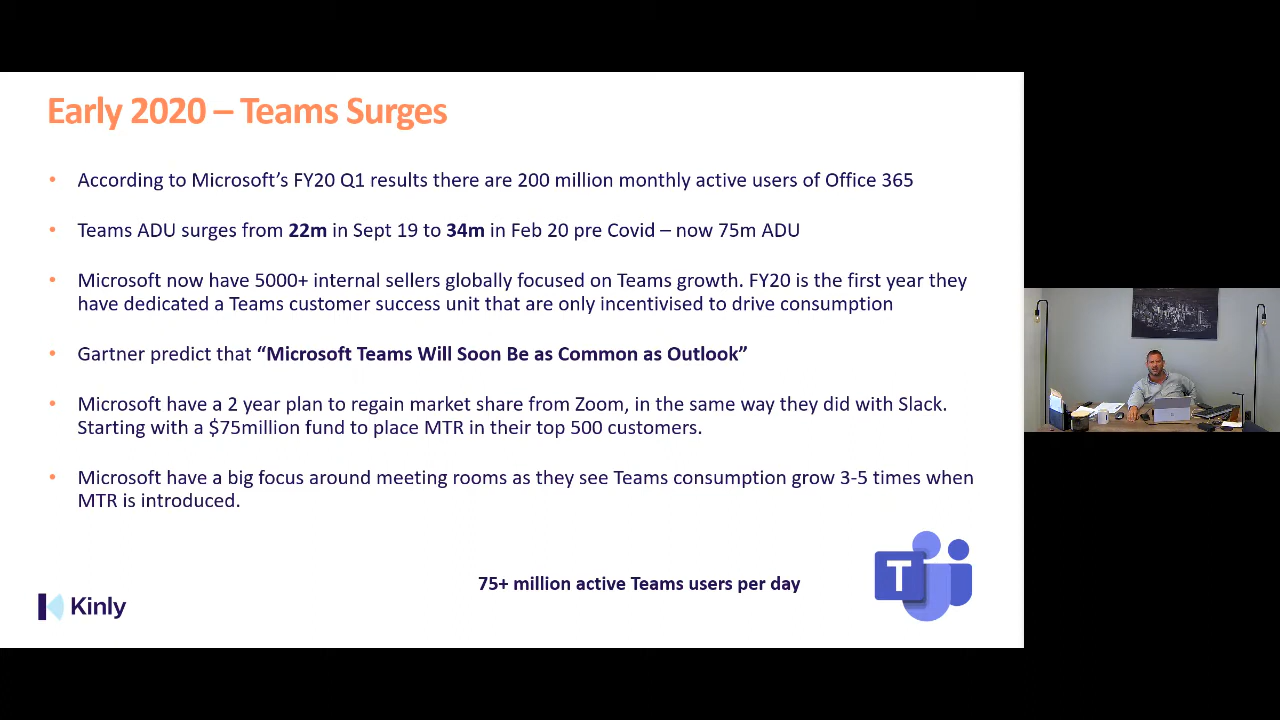 Early 2020 – Teams Surges
• According to Microsoft's FY20 Q1 results there are 200 million monthly active users of Office 365
• Teams ADU surges from 22m in Sept 19 to 34m in Feb 20 pre Covid – now 75m ADU
• Microsoft now have 5000+ internal sellers globally focused on Teams growth. FY20 is the first year they
have dedicated a Teams customer success unit that are only incentivised to drive consumption
• Gartner predict that “Microsoft Teams Will Soon Be as Common as Outlook”
• Microsoft have a 2 year plan to regain market share from Zoom, in the same way they did with Slack.
Starting with a $75million fund to place MTR in their top 500 customers.
• Microsoft have a big focus around meeting rooms as they see Teams consumption grow 3-5 times when
MTR is introduced.
75+ million active Teams users per day
T
Kinly